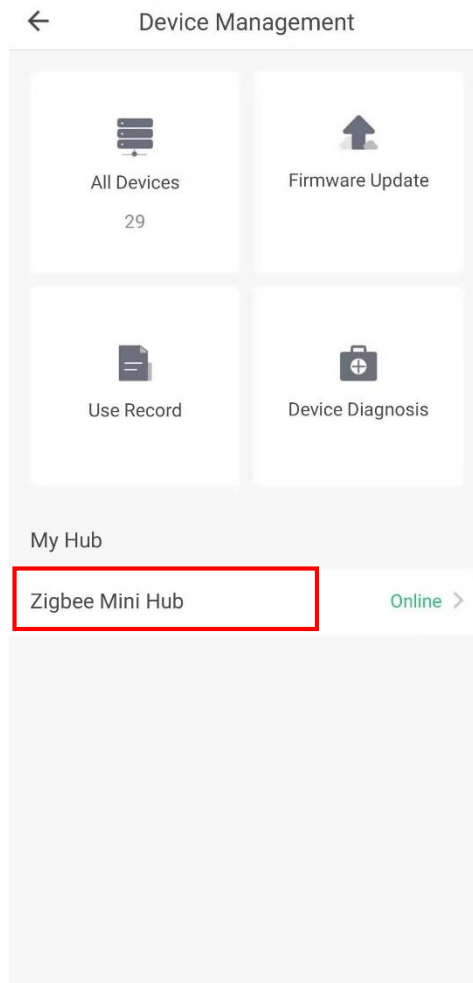 Device Management
All Devices
29
Firmware Update
Use Record
Device Diagnosis
My Hub
Zigbee Mini Hub
Online